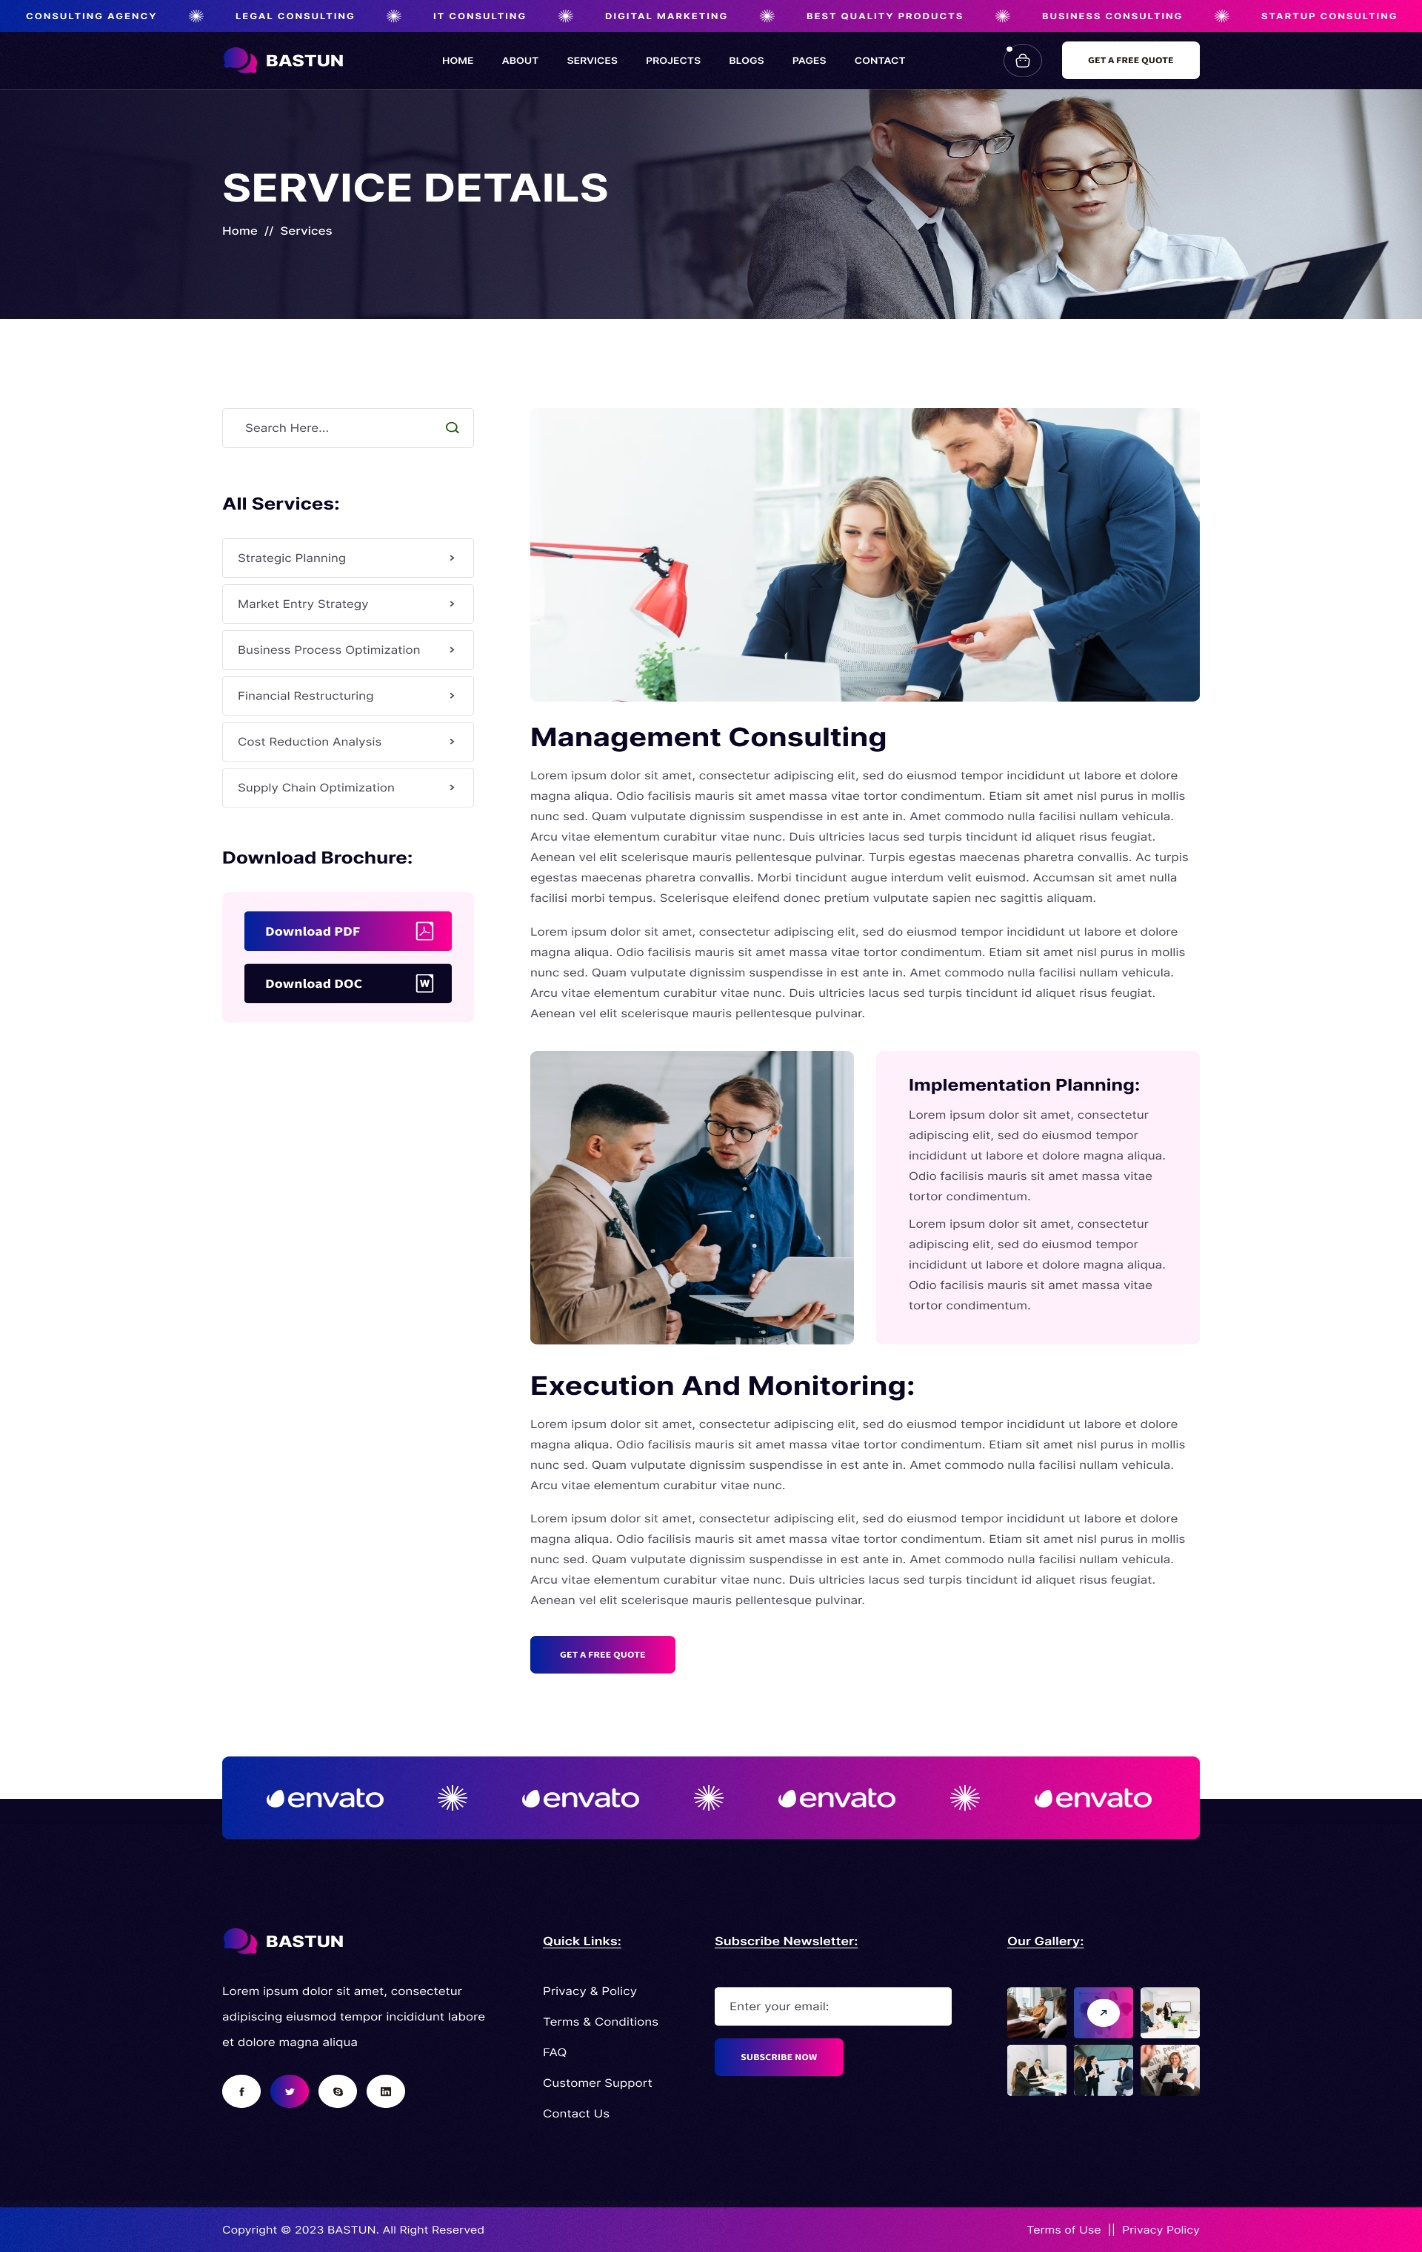 CONSULTING AGENCY LEGAL CONSULTING IT CONSULTING DIGITAL MARKETING BEST QUALITY PRODUCTS BUSINESS CONSULTING STARTUP CONSULTING
BASTUN HOME ABOUT SERVICES PROJECTS BLOGS PAGES CONTACT GET A FREE QUOTE
SERVICE DETAILS
Home // Services
Search Here...
All Services:
Strategic Planning
Market Entry Strategy
Business Process Optimization
Financial Restructuring
Cost Reduction Analysis
Supply Chain Optimization
Download Brochure:
Download PDF
Download DOC
W
Management Consulting
Lorem ipsum dolor sit amet, consectetur adipiscing elit, sed do eiusmod tempor incididunt ut labore et dolore
magna aliqua. Odio facilisis mauris sit amet massa vitae tortor condimentum. Etiam sit amet nisl purus in mollis
nunc sed. Quam vulputate dignissim suspendisse in est ante in. Amet commodo nulla facilisi nullam vehicula.
Arcu vitae elementum curabitur vitae nunc. Duis ultricies lacus sed turpis tincidunt id aliquet risus feugiat.
Aenean vel elit scelerisque mauris pellentesque pulvinar. Turpis egestas maecenas pharetra convallis. Ac turpis
egestas maecenas pharetra convallis. Morbi tincidunt augue interdum velit euismod. Accumsan sit amet nulla
facilisi morbi tempus. Scelerisque eleifend donec pretium vulputate sapien nec sagittis aliquam.
Lorem ipsum dolor sit amet, consectetur adipiscing elit, sed do eiusmod tempor incididunt ut labore et dolore
magna aliqua. Odio facilisis mauris sit amet massa vitae tortor condimentum. Etiam sit amet nisl purus in mollis
nunc sed. Quam vulputate dignissim suspendisse in est ante in. Amet commodo nulla facilisi nullam vehicula.
Arcu vitae elementum curabitur vitae nunc. Duis ultricies lacus sed turpis tincidunt id aliquet risus feugiat.
Aenean vel elit scelerisque mauris pellentesque pulvinar.
Implementation Planning:
Lorem ipsum dolor sit amet, consectetur
adipiscing elit, sed do eiusmod tempor
incididunt ut labore et dolore magna aliqua.
Odio facilisis mauris sit amet massa vitae
tortor condimentum.
Lorem ipsum dolor sit amet, consectetur
adipiscing elit, sed do eiusmod tempor
incididunt ut labore et dolore magna aliqua.
Odio facilisis mauris sit amet massa vitae
tortor condimentum.
Execution And Monitoring:
Lorem ipsum dolor sit amet, consectetur adipiscing elit, sed do eiusmod tempor incididunt ut labore et dolore
magna aliqua. Odio facilisis mauris sit amet massa vitae tortor condimentum. Etiam sit amet nisl purus in mollis
nunc sed. Quam vulputate dignissim suspendisse in est ante in. Amet commodo nulla facilisi nullam vehicula.
Arcu vitae elementum curabitur vitae nunc.
Lorem ipsum dolor sit amet, consectetur adipiscing elit, sed do eiusmod tempor incididunt ut labore et dolore
magna aliqua. Odio facilisis mauris sit amet massa vitae tortor condimentum. Etiam sit amet nisl purus in mollis
nunc sed. Quam vulputate dignissim suspendisse in est ante in. Amet commodo nulla facilisi nullam vehicula.
Arcu vitae elementum curabitur vitae nunc. Duis ultricies lacus sed turpis tincidunt id aliquet risus feugiat.
Aenean vel elit scelerisque mauris pellentesque pulvinar.
GET A FREE QUOTE
envato envato envato envato
BASTUN
Lorem ipsum dolor sit amet, consectetur
adipiscing eiusmod tempor incididunt labore
et dolore magna aliqua
Quick Links:
Privacy & Policy
Terms & Conditions
FAQ
Customer Support
Contact Us
Subscribe Newsletter:
Enter your email:
SUBSCRIBE NOW
Our Gallery:
Copyright © 2023 BASTUN. All Right Reserved
Terms of Use || Privacy Policy